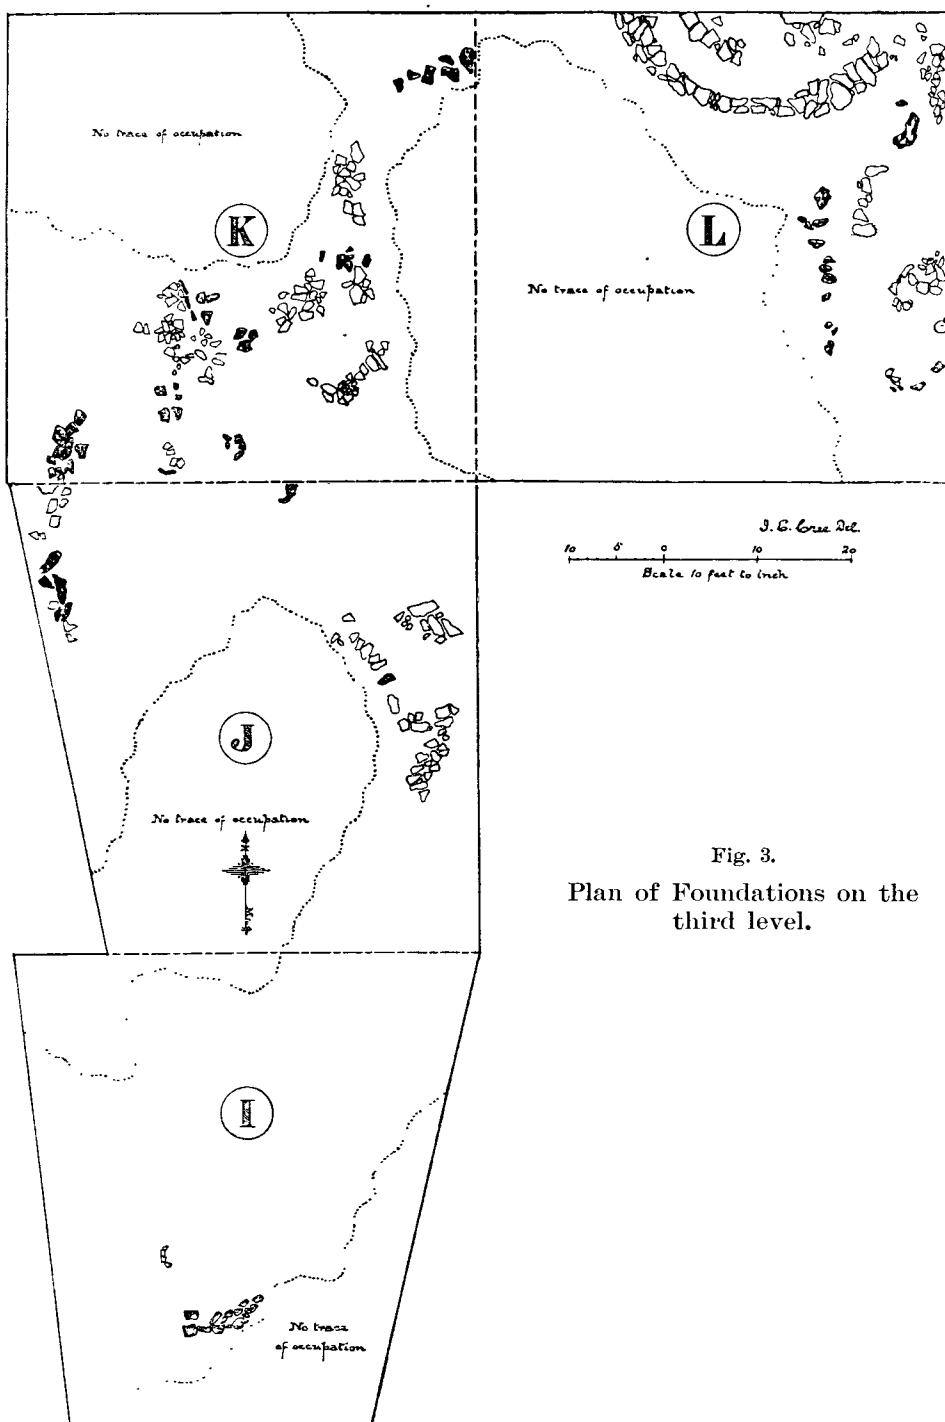 No trace of occupation
K
L
No trace of occupation
J. E. Cree Del.
10 5 0 10 20
Scale 10 feet to inch
J
No trace of occupation
Fig. 3.
Plan of Foundations on the
third level.
I
No trace
of occupation